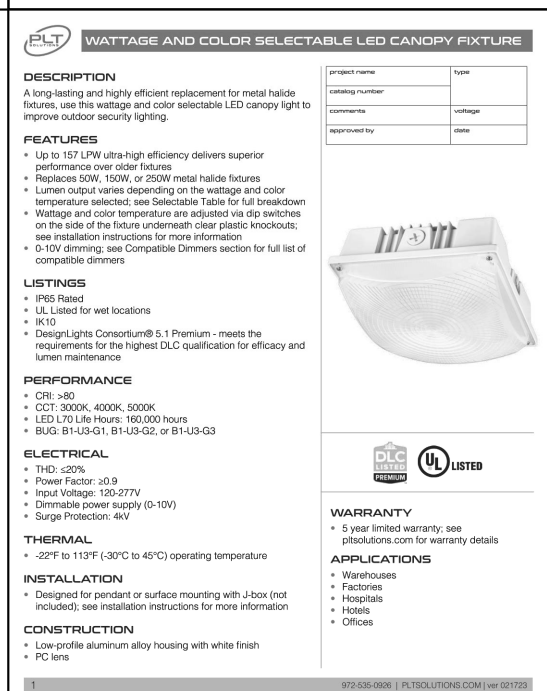 PLT
SOLUTIONS
WATTAGE AND COLOR SELECTABLE LED CANOPY FIXTURE
DESCRIPTION
A long-lasting and highly efficient replacement for metal halide
fixtures, use this wattage and color selectable LED canopy light to
improve outdoor security lighting.
FEATURES
• Up to 157 LPW ultra-high efficiency delivers superior
performance over older fixtures
• Replaces 50W, 150W, or 250W metal halide fixtures
• Lumen output varies depending on the wattage and color
temperature selected; see Selectable Table for full breakdown
• Wattage and color temperature are adjusted via dip switches
on the side of the fixture underneath clear plastic knockouts;
see installation instructions for more information
• 0-10V dimming; see Compatible Dimmers section for full list of
compatible dimmers
LISTINGS
• IP65 Rated
• UL Listed for wet locations
• IK10
• DesignLights Consortium® 5.1 Premium - meets the
requirements for the highest DLC qualification for efficacy and
lumen maintenance
PERFORMANCE
• CRI: >80
• CCT: 3000K, 4000K, 5000K
• LED L70 Life Hours: 160,000 hours
• BUG: B1-U3-G1, B1-U3-G2, or B1-U3-G3
ELECTRICAL
• THD: ≤20%
• Power Factor: ≥0.9
• Input Voltage: 120-277V
• Dimmable power supply (0-10V)
• Surge Protection: 4kV
THERMAL
• -22°F to 113°F (-30°C to 45°C) operating temperature
INSTALLATION
• Designed for pendant or surface mounting with J-box (not
included); see installation instructions for more information
CONSTRUCTION
• Low-profile aluminum alloy housing with white finish
• PC lens
project name type
catalog number
comments voltage
approved by date
DLC
LISTED
PREMIUM
UL LISTED
WARRANTY
• 5 year limited warranty; see
pltsolutions.com for warranty details
APPLICATIONS
• Warehouses
• Factories
• Hospitals
• Hotels
• Offices
1 972-535-0926 | PLTSOLUTIONS.COM | ver 021723